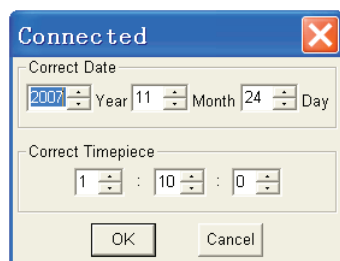 Connected
Correct Date
2007 Year 11 Month 24 Day
Correct Timepiece
1 : 10 : 0
OK Cancel